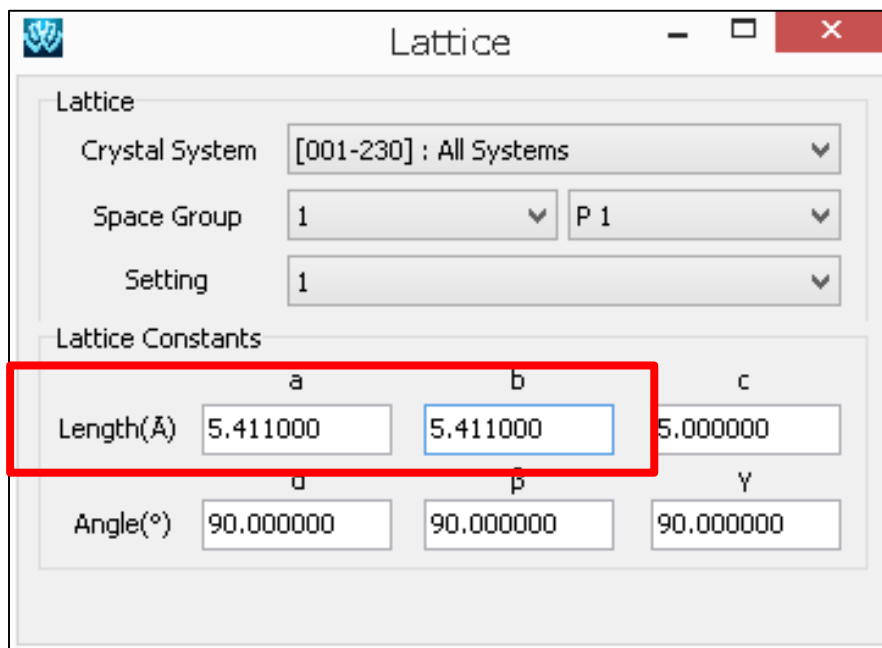 Lattice
Lattice
Crystal System [001-230] : All Systems
Space Group 1 P 1
Setting 1
Lattice Constants
a b c
Length(Å) 5.411000 5.411000 5.000000
α β γ
Angle(°) 90.000000 90.000000 90.000000